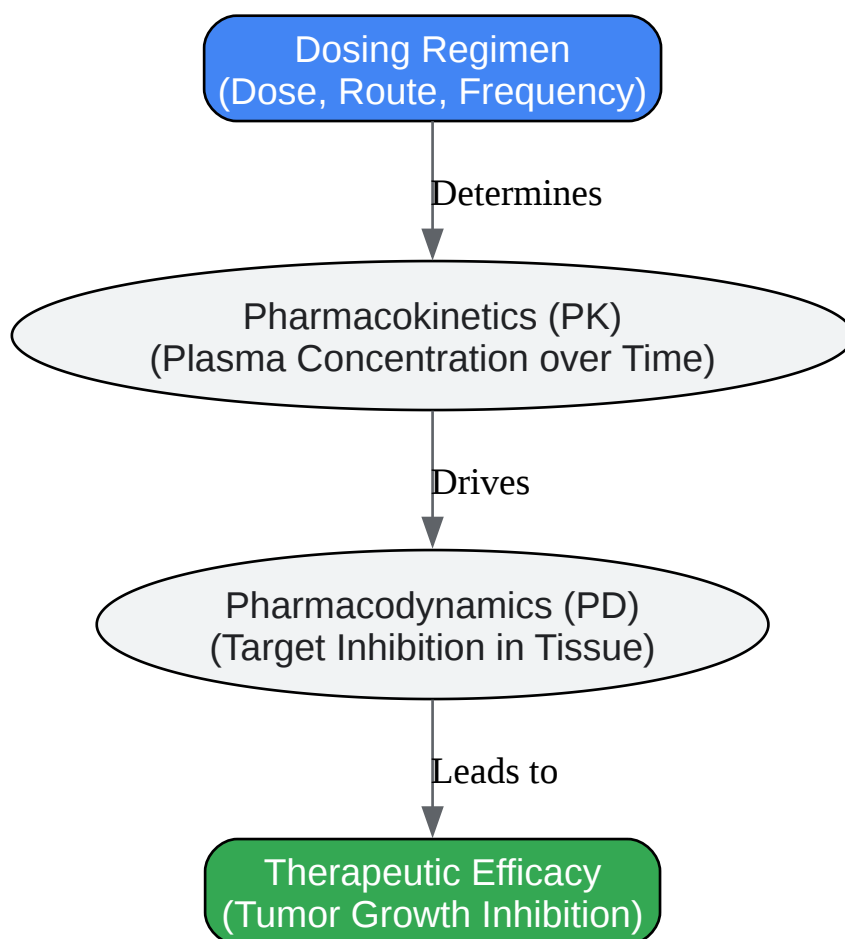 Dosing Regimen
(Dose, Route, Frequency)
Determines
Pharmacokinetics (PK)
(Plasma Concentration over Time)
Drives
Pharmacodynamics (PD)
(Target Inhibition in Tissue)
Leads to
Therapeutic Efficacy
(Tumor Growth Inhibition)